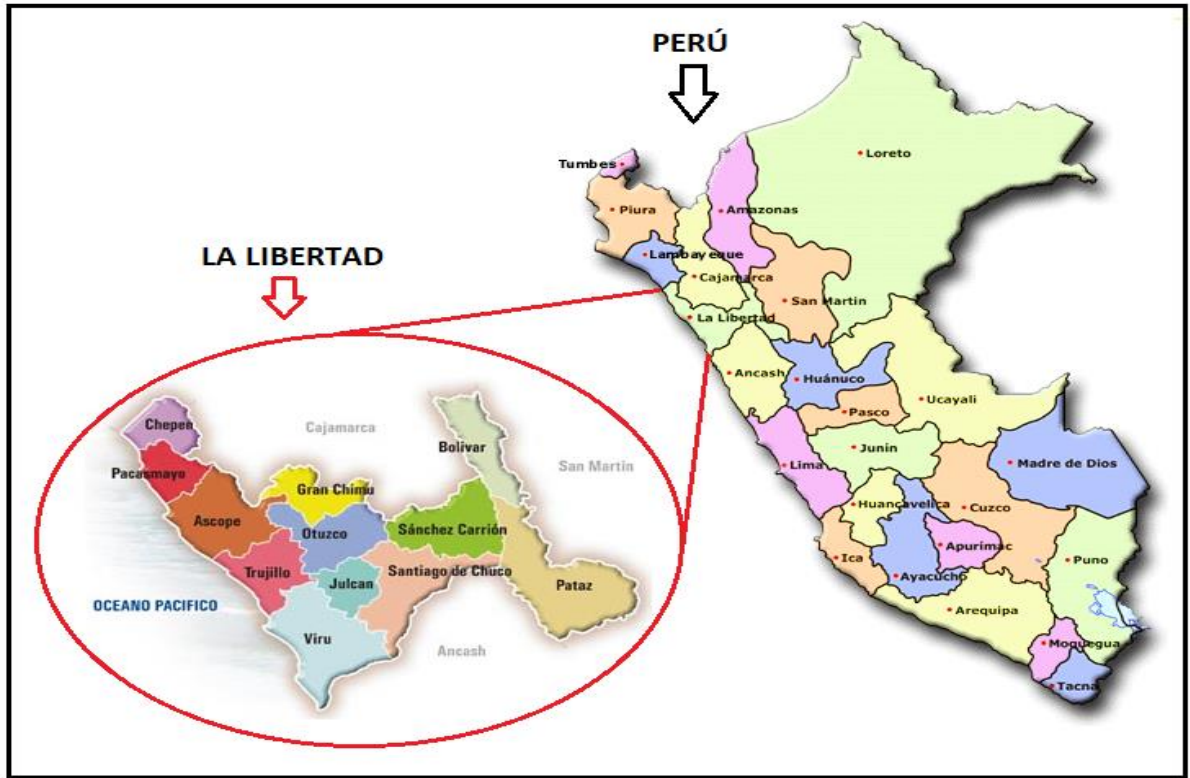 PERÚ
Loreto
Tumbes
Piura
Amazonas
Lambayeque
Cajamarca
San Martin
La Libertad
Ancash
Huánuco
Ucayali
Pasco
Junín
Lima
Madre de Dios
Huancavelica
Cuzco
Ica
Apurímac
Puno
Ayacucho
Arequipa
Moquegua
Tacna
LA LIBERTAD
Chepen
Cajamarca
Bolívar
San Martin
Pacasmayo
Gran Chimu
Ascope
Otuzco
Sánchez Carrión
Trujillo
Julcan
Santiago de Chuco
Pataz
OCEANO PACIFICO
Viru
Ancash